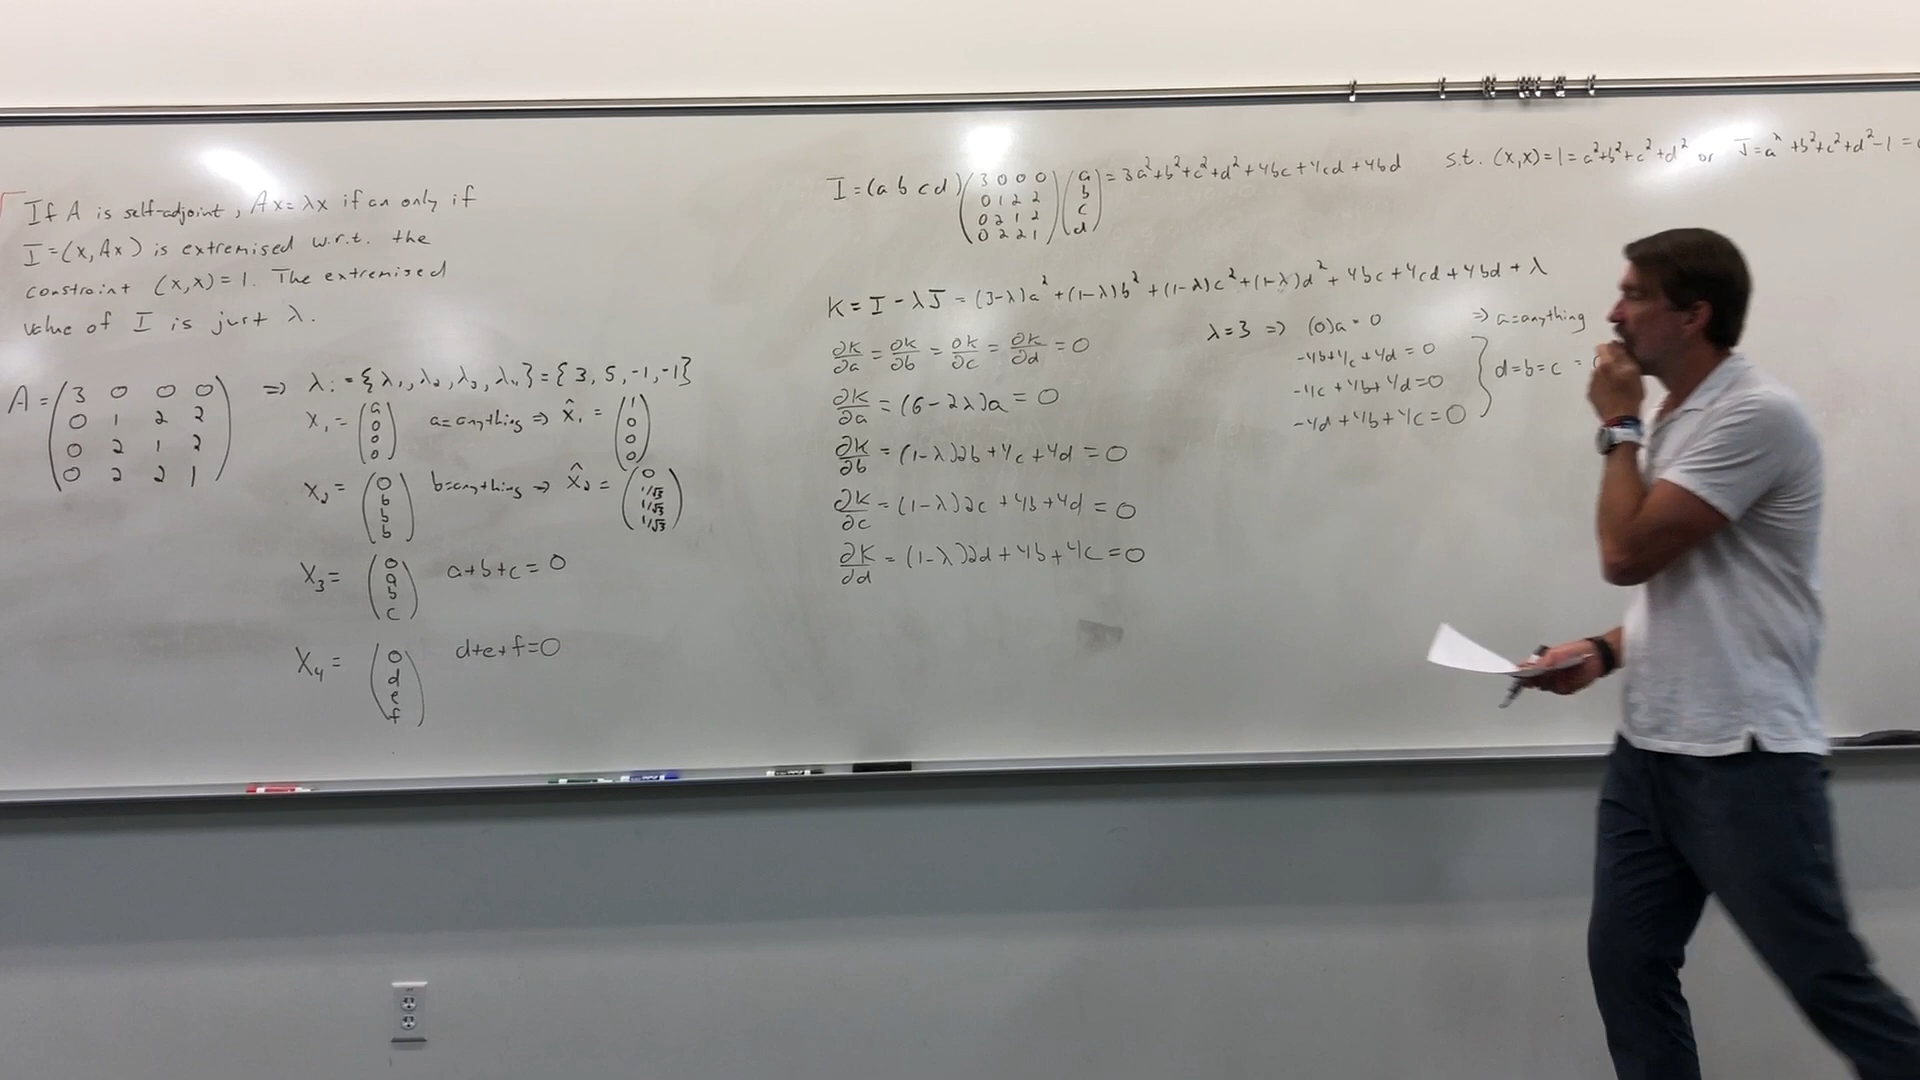 If A is self-adjoint, Ax=λx if an only if
I=(x,Ax) is extremised w.r.t. the
constraint (x,x)=1. The extremised
value of I is just λ.
A = (3 0 0 0
0 1 2 2
0 2 1 2
0 2 2 1)
⇒ λᵢ = {λ₁, λ₂, λ₃, λ₄} = {3, 5, -1, -1}
x₁ = (a 0 0 0) a=anything ⇒ x̂₁ = (1 0 0 0)
x₂ = (0 b b b) b=anything ⇒ x̂₂ = (0 1/√3 1/√3 1/√3)
X₃ = (0 a b c) a+b+c=0
X₄ = (0 d e f) d+e+f=0
I = (a b c d) (3 0 0 0
0 1 2 2
0 2 1 2
0 2 2 1) (a b c d) = 3a²+b²+c²+d²+4bc+4cd+4bd s.t. (x,x)=1=a²+b²+c²+d² or J=a²+b²+c²+d²-1=
K = I - λJ = (3-λ)a²+(1-λ)b²+(1-λ)c²+(1-λ)d²+4bc+4cd+4bd+λ
∂K/∂a = ∂K/∂b = ∂K/∂c = ∂K/∂d = 0
∂K/∂a = (6-2λ)a = 0
∂K/∂b = (1-λ)2b+4c+4d = 0
∂K/∂c = (1-λ)2c+4b+4d = 0
∂K/∂d = (1-λ)2d+4b+4c = 0
λ=3 ⇒ (0)a = 0 ⇒ a=anything
-4b+4c+4d=0
-4c+4b+4d=0 } d=b=c =
-4d+4b+4c=0